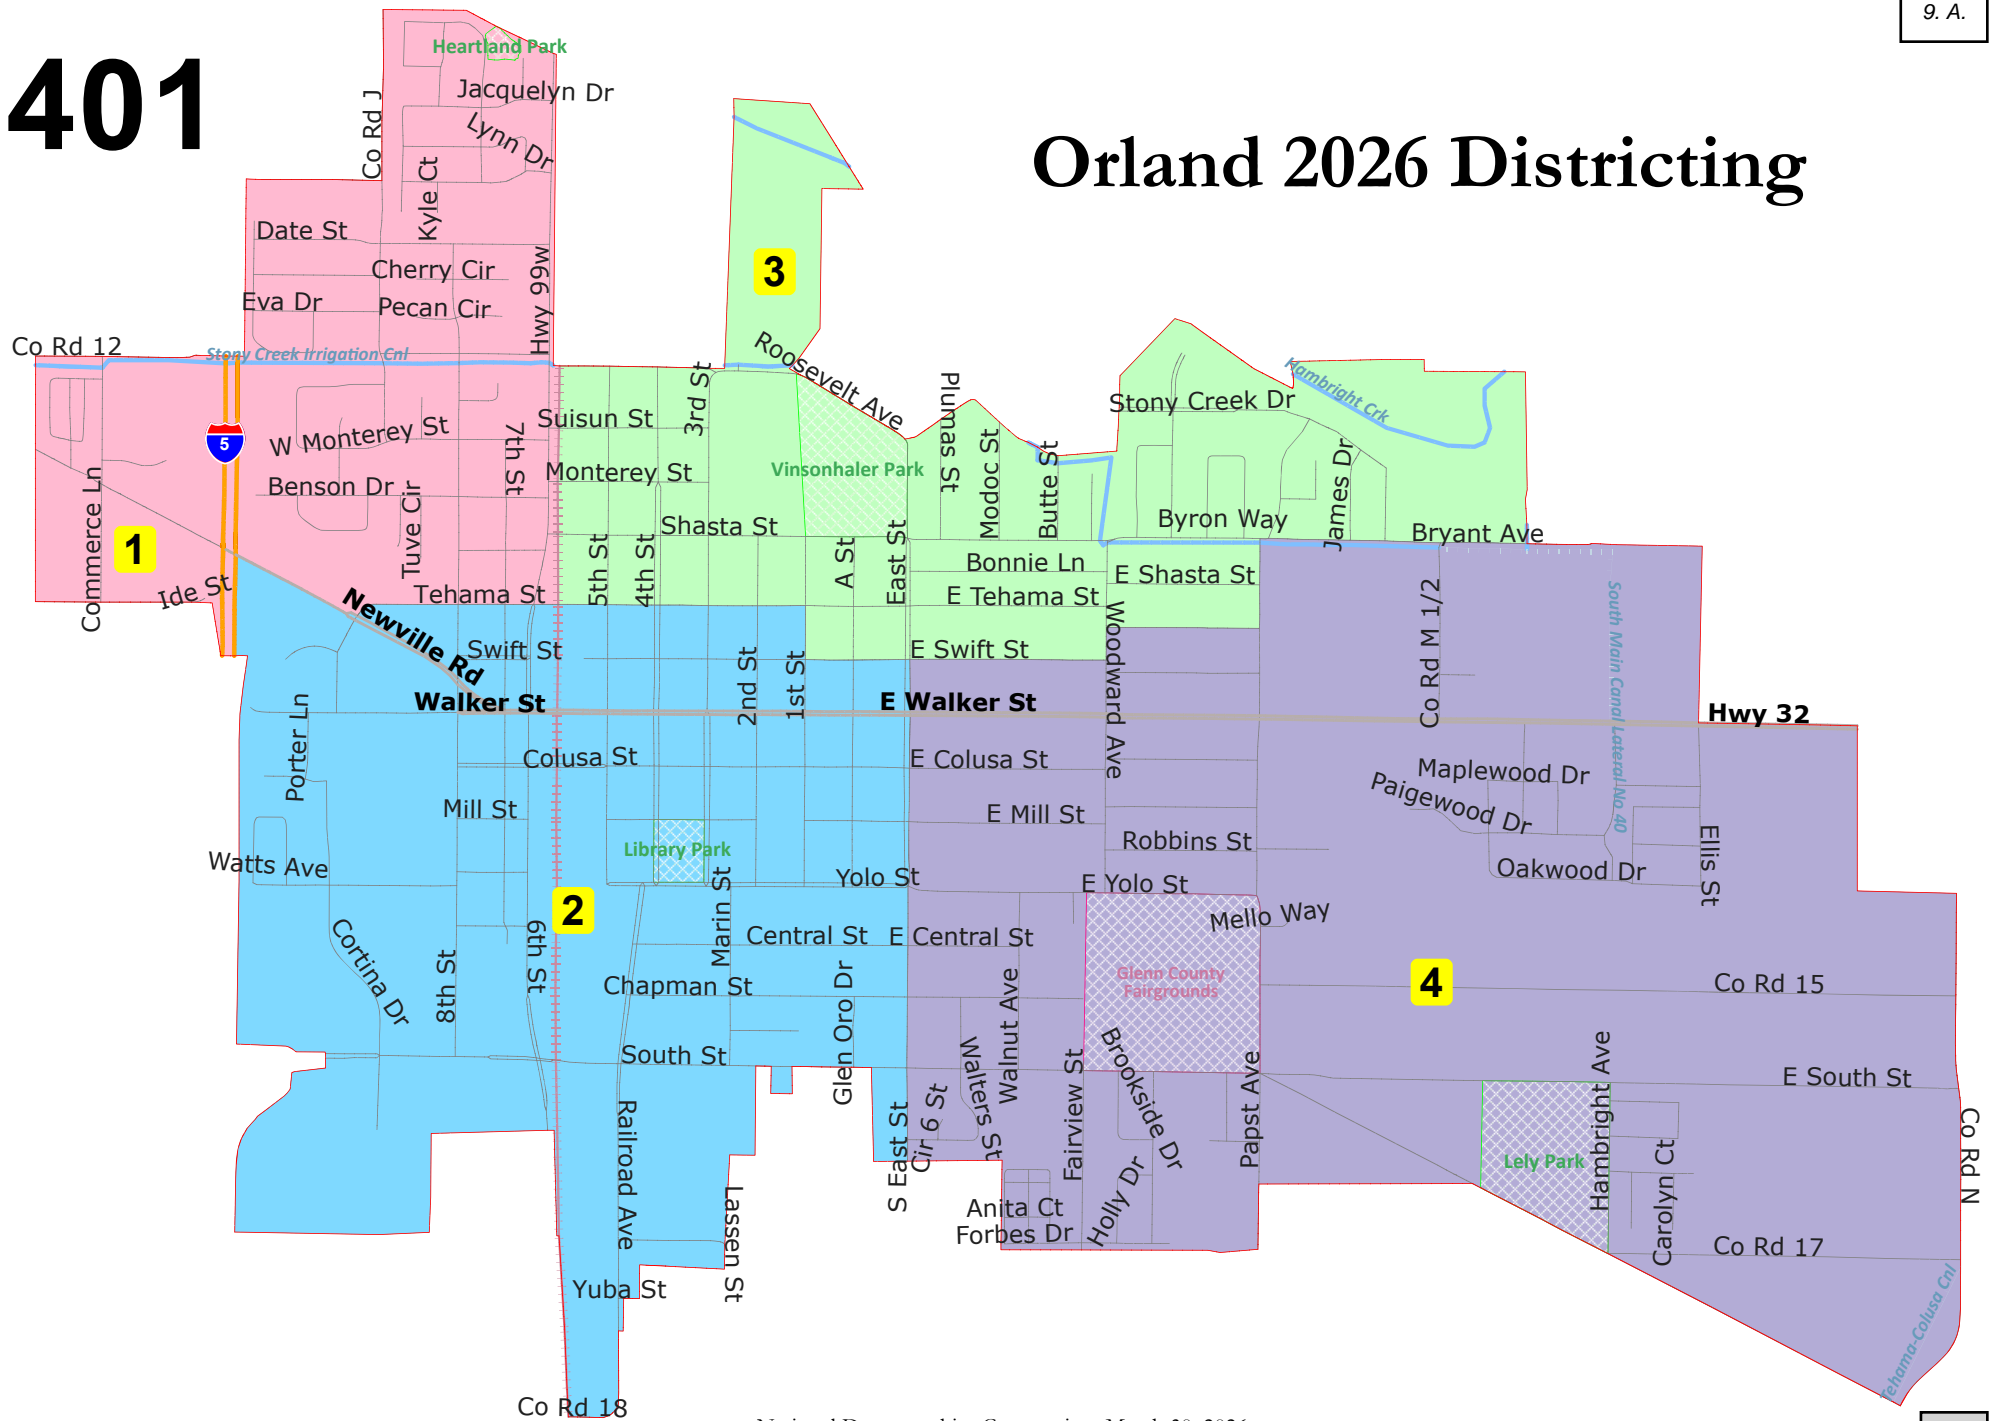 9. A.
401
Orland 2026 Districting
Heartland Park
Jacquelyn Dr
Lynn Dr
Co Rd J
Kyle Ct
Date St
Cherry Cir
Eva Dr
Pecan Cir
Hwy 99w
3
Co Rd 12
Stony Creek Irrigation Cnl
Roosevelt Ave
3rd St
Plumas St
Hambright Crk
Stony Creek Dr
Suisun St
W Monterey St
5
7th St
Modoc St
Butte St
James Dr
Monterey St
Vinsonhaler Park
Benson Dr
Tuve Cir
Commerce Ln
Shasta St
Byron Way
Bryant Ave
1
5th St
4th St
A St
East St
Bonnie Ln
E Shasta St
Ide St
Tehama St
E Tehama St
Co Rd M 1/2
South Main Canal Lateral No 40
Newville Rd
Swift St
E Swift St
Woodward Ave
2nd St
1st St
Walker St
E Walker St
Hwy 32
Porter Ln
Colusa St
E Colusa St
Maplewood Dr
Paigewood Dr
Mill St
E Mill St
Robbins St
Library Park
Watts Ave
Yolo St
E Yolo St
Oakwood Dr
Ellis St
2
Marin St
Mello Way
Cortina Dr
8th St
6th St
Central St
E Central St
Glenn County
Fairgrounds
4
Chapman St
Glen Oro Dr
Walnut Ave
Co Rd 15
South St
Walters St
Fairview St
Brookside Dr
Papst Ave
Hambright Ave
E South St
Railroad Ave
S East St
Cir 6 St
Co Rd N
Lely Park
Carolyn Ct
Lassen St
Anita Ct
Forbes Dr
Holly Dr
Co Rd 17
Yuba St
Tehama-Colusa Cnl
Co Rd 18